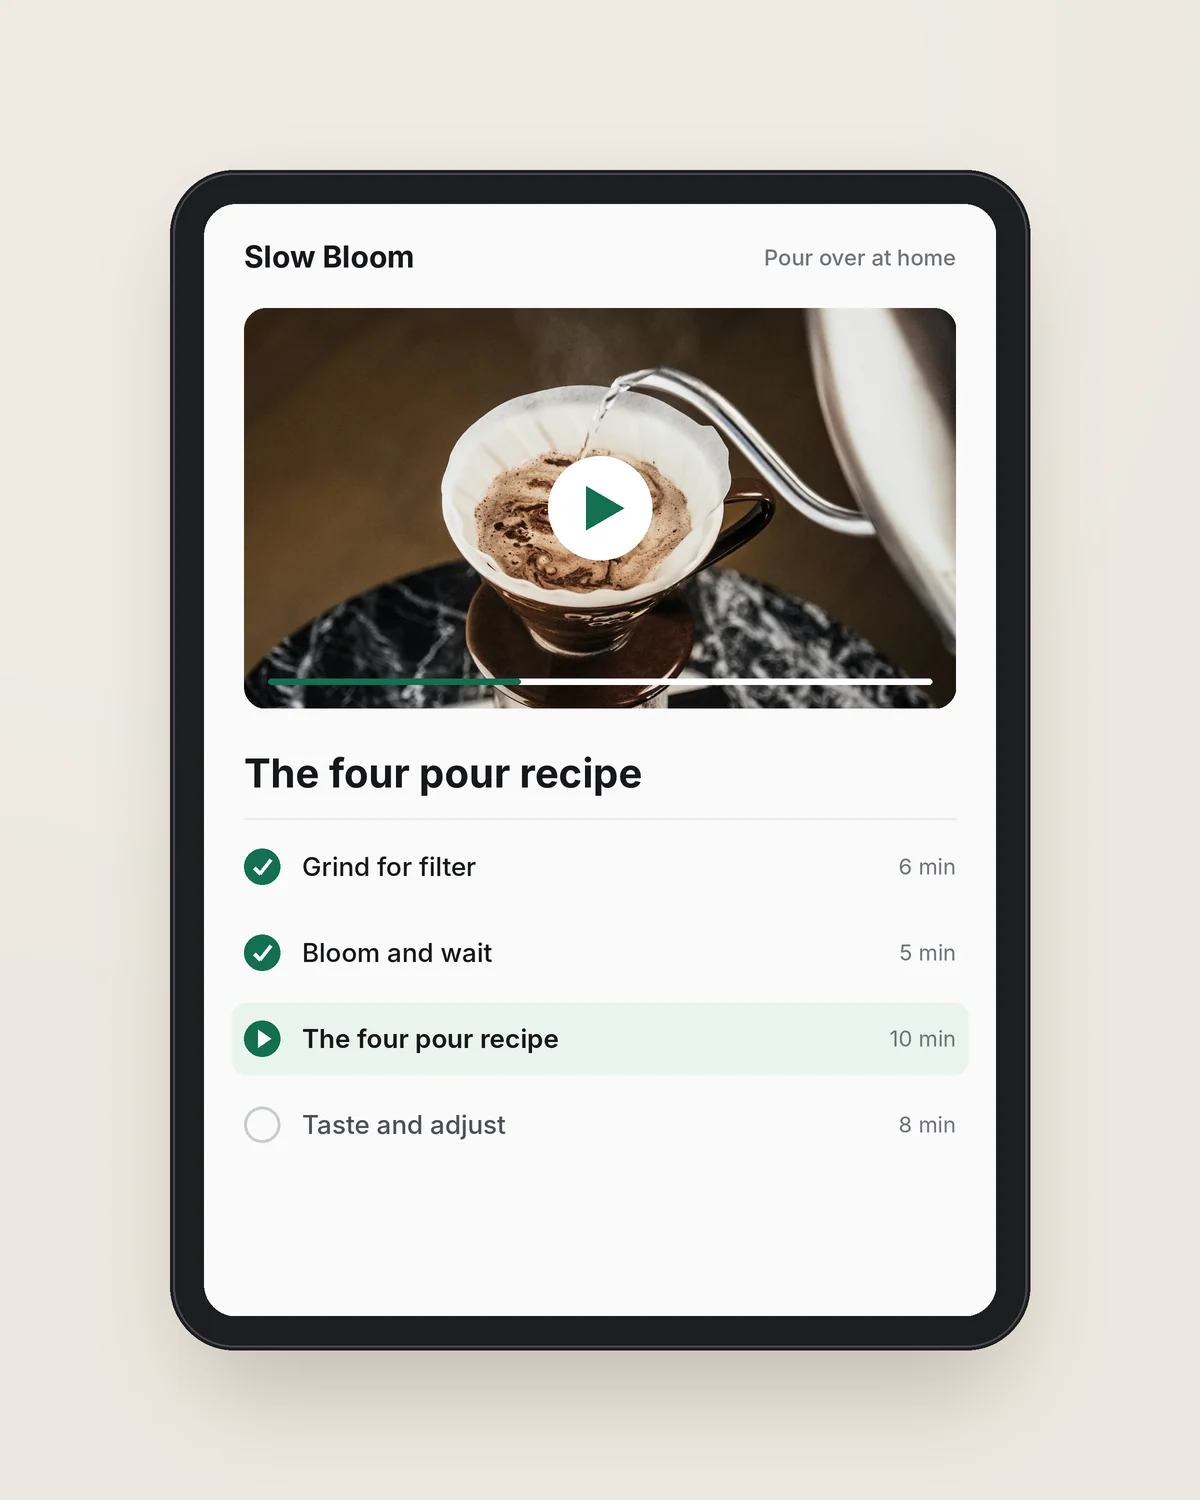 Slow Bloom
Pour over at home
The four pour recipe
Grind for filter
6 min
Bloom and wait
5 min
The four pour recipe
10 min
Taste and adjust
8 min